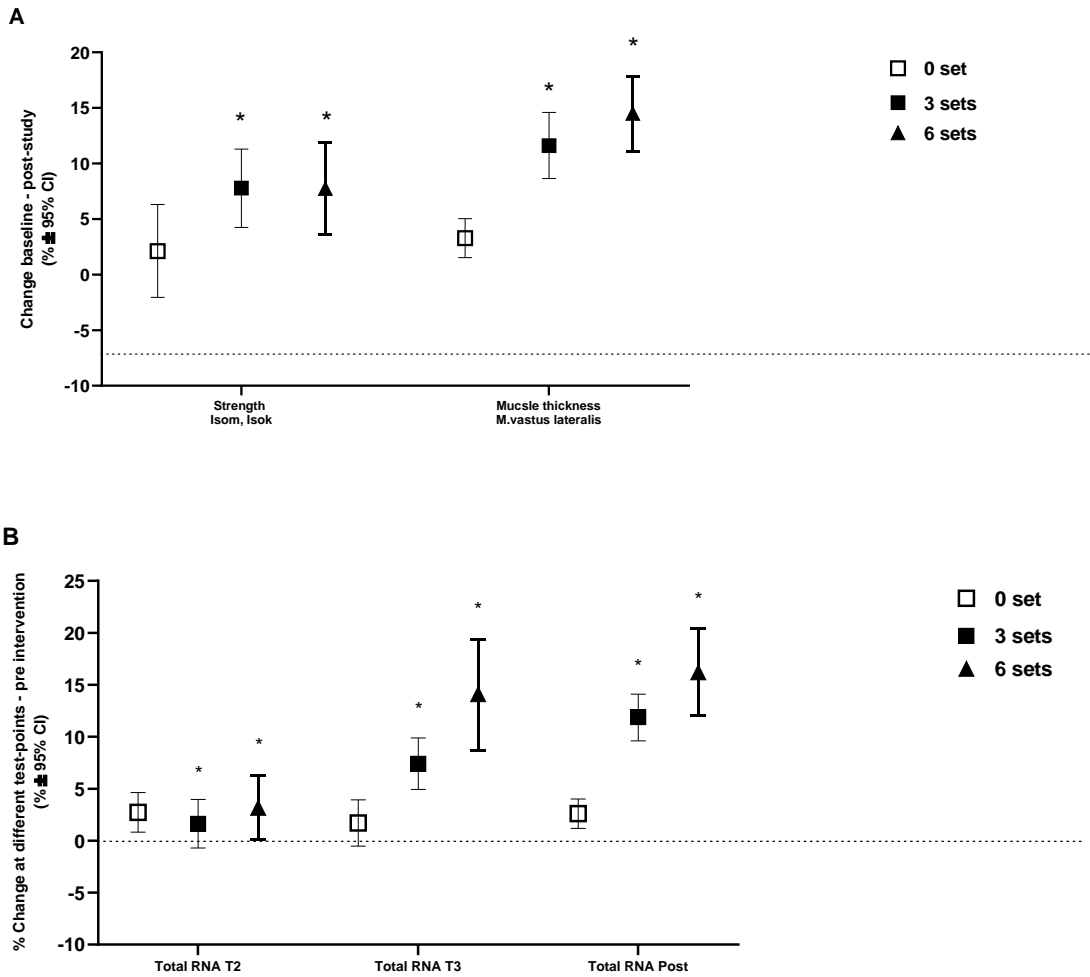 A
20
15
10
5
0
-5
-10
Change baseline - post-study
(% ± 95% CI)
*
*
*
*
Strength
Isom, Isok
Mucsle thickness
M.vastus lateralis
0 set
3 sets
6 sets
B
25
20
15
10
5
0
-5
-10
% Change at different test-points - pre intervention
(% ± 95% CI)
*
*
*
*
*
*
Total RNA T2
Total RNA T3
Total RNA Post
0 set
3 sets
6 sets